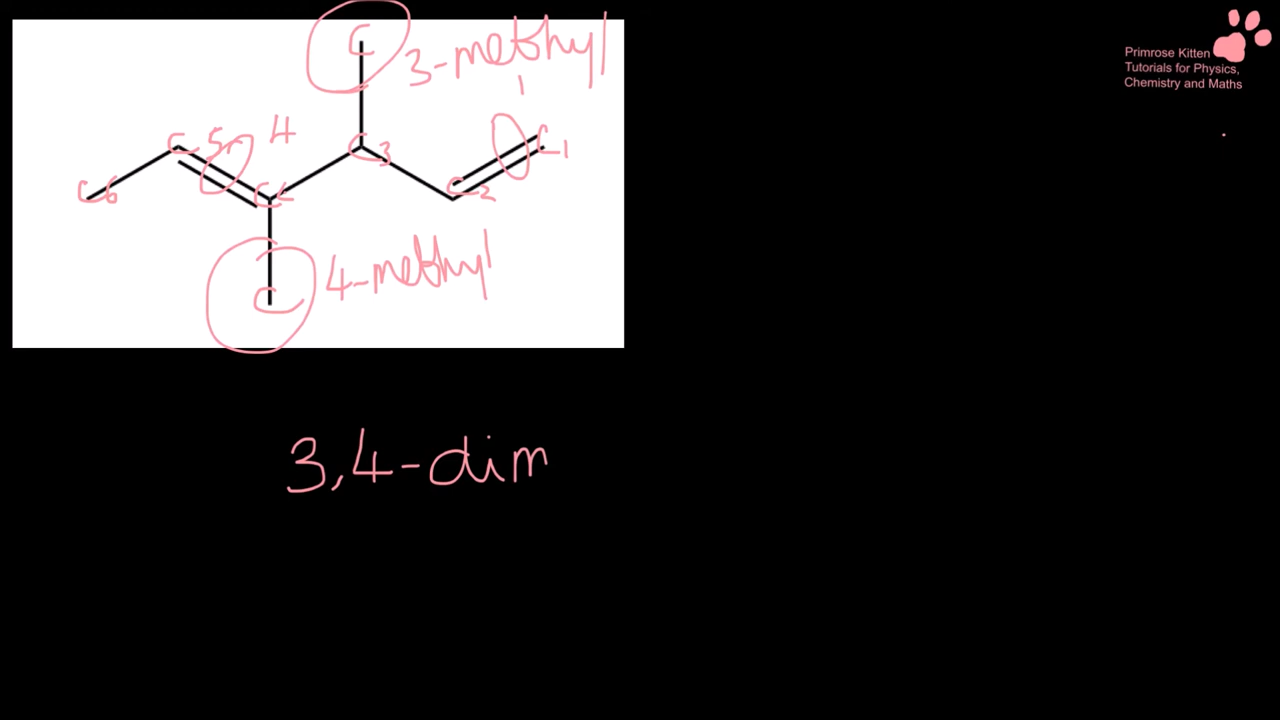 C 3-methyl
1
Primrose Kitten
Tutorials for Physics,
Chemistry and Maths
C 5 4 C3 C1
C6 C4 C2
C 4-methyl
3,4-dim